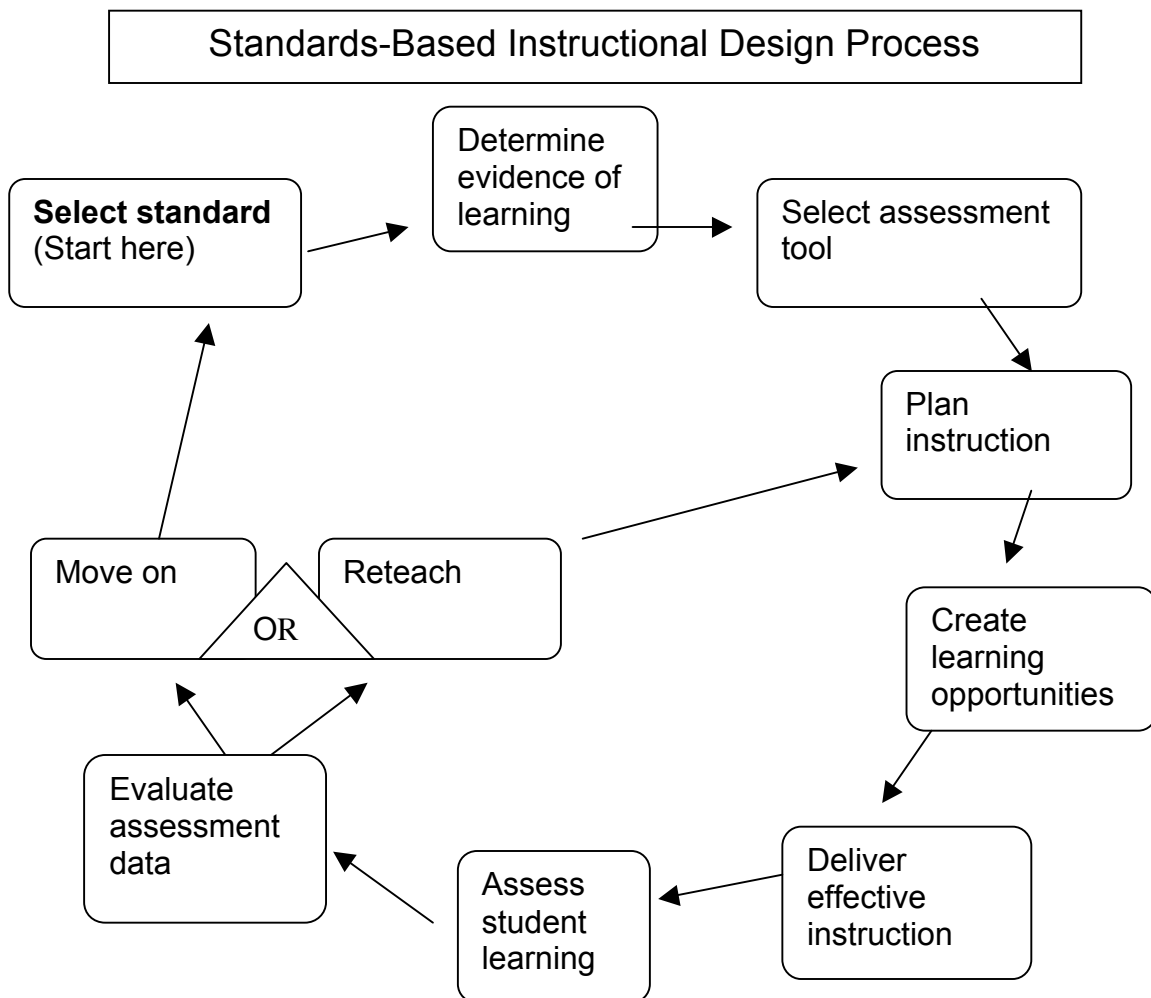 Standards-Based Instructional Design Process
Select standard
(Start here)
Determine
evidence of
learning
Select assessment
tool
Plan
instruction
Create
learning
opportunities
Deliver
effective
instruction
Assess
student
learning
Evaluate
assessment
data
Move on
OR
Reteach